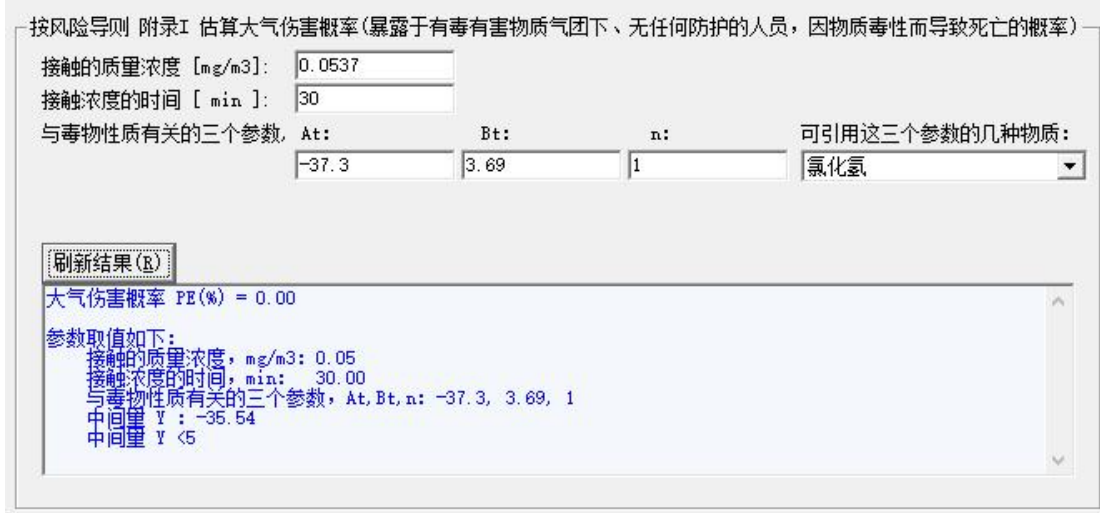 按风险导则 附录I 估算大气伤害概率(暴露于有毒有害物质气团下、无任何防护的人员，因物质毒性而导致死亡的概率)
接触的质量浓度 [mg/m3]: 0.0537
接触浓度的时间 [ min ]: 30
与毒物性质有关的三个参数, At: Bt: n: 可引用这三个参数的几种物质:
-37.3 3.69 1 氯化氢
刷新结果(R)
大气伤害概率 PE(%) = 0.00
参数取值如下:
接触的质量浓度，mg/m3: 0.05
接触浓度的时间，min: 30.00
与毒物性质有关的三个参数，At,Bt,n: -37.3, 3.69, 1
中间量 Y : -35.54
中间量 Y <5